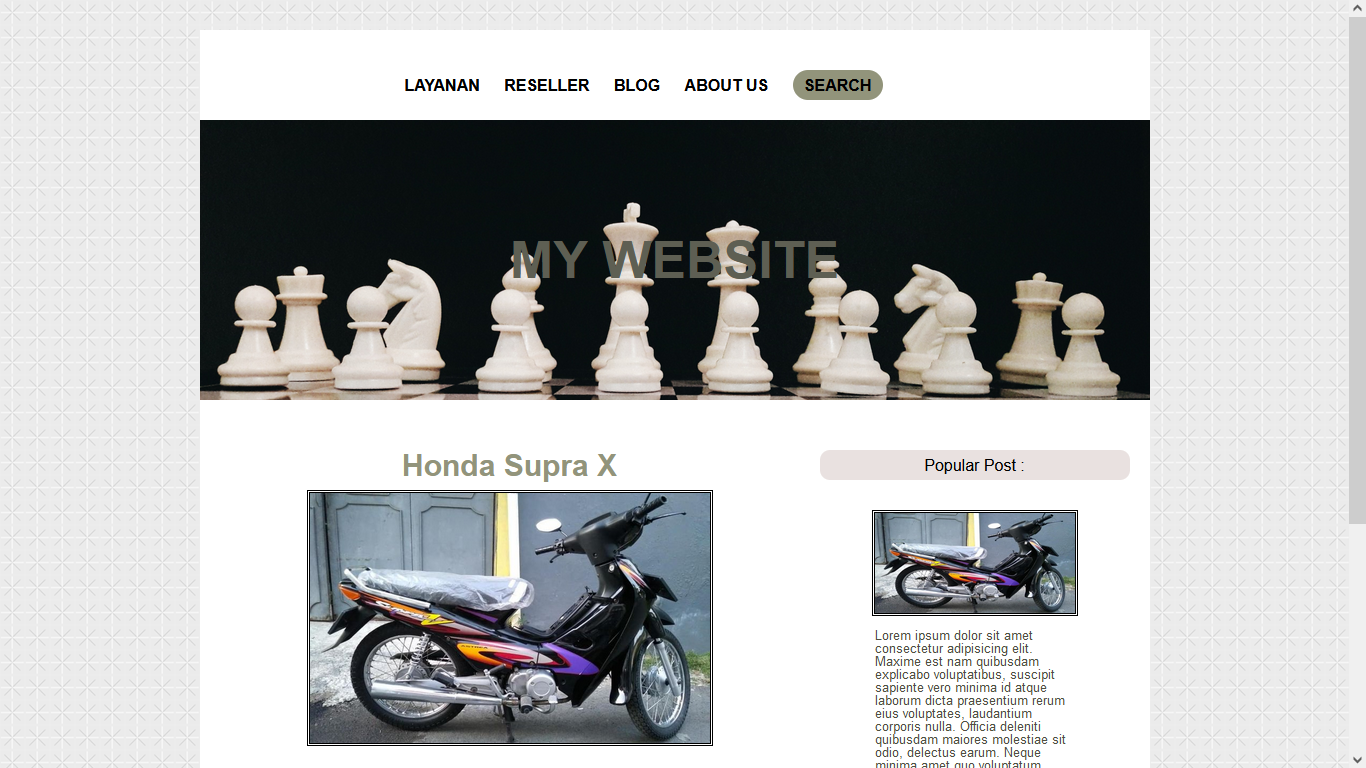 LAYANAN RESELLER BLOG ABOUT US SEARCH
MY WEBSITE
Honda Supra X
Supra
Popular Post :
Lorem ipsum dolor sit amet
consectetur adipisicing elit.
Maxime est nam quibusdam
explicabo voluptatibus, suscipit
sapiente vero minima id atque
laborum dicta praesentium rerum
eius voluptates, laudantium
corporis nulla. Officia deleniti
quibusdam maiores molestiae sit
odio, delectus earum. Neque
minima amet quo voluptatum